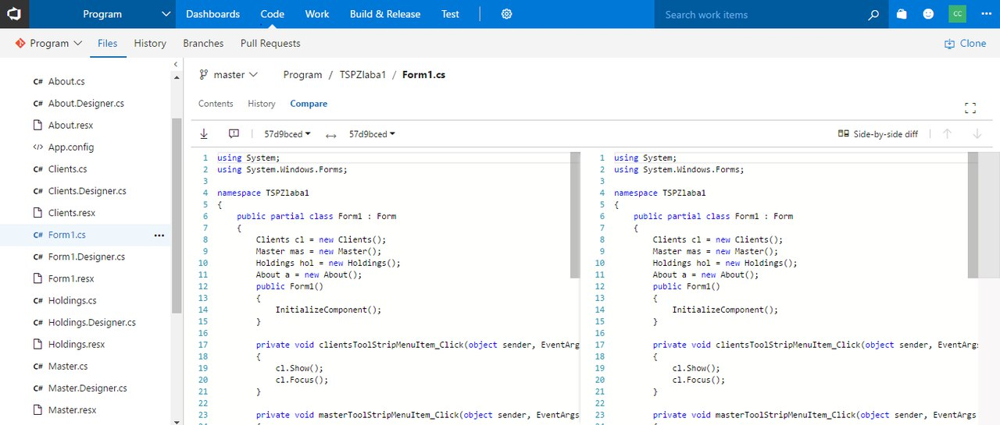 Program Dashboards Code Work Build & Release Test Search work items CC
Program Files History Branches Pull Requests Clone
About.cs
About.Designer.cs
About.resx
App.config
Clients.cs
Clients.Designer.cs
Clients.resx
Form1.cs
Form1.Designer.cs
Form1.resx
Holdings.cs
Holdings.Designer.cs
Holdings.resx
Master.cs
Master.Designer.cs
Master.resx
master Program / TSPZlaba1 / Form1.cs
Contents History Compare
57d9bced ↔ 57d9bced Side-by-side diff
1 using System;
2 using System.Windows.Forms;
3
4 namespace TSPZlaba1
5 {
6 public partial class Form1 : Form
7 {
8 Clients cl = new Clients();
9 Master mas = new Master();
10 Holdings hol = new Holdings();
11 About a = new About();
12 public Form1()
13 {
14 InitializeComponent();
15 }
16
17 private void clientsToolStripMenuItem_Click(object sender, EventArgs
18 {
19 cl.Show();
20 cl.Focus();
21 }
22
23 private void masterToolStripMenuItem_Click(object sender, EventArgs
1 using System;
2 using System.Windows.Forms;
3
4 namespace TSPZlaba1
5 {
6 public partial class Form1 : Form
7 {
8 Clients cl = new Clients();
9 Master mas = new Master();
10 Holdings hol = new Holdings();
11 About a = new About();
12 public Form1()
13 {
14 InitializeComponent();
15 }
16
17 private void clientsToolStripMenuItem_Click(object sender, EventArgs
18 {
19 cl.Show();
20 cl.Focus();
21 }
22
23 private void masterToolStripMenuItem_Click(object sender, EventArgs